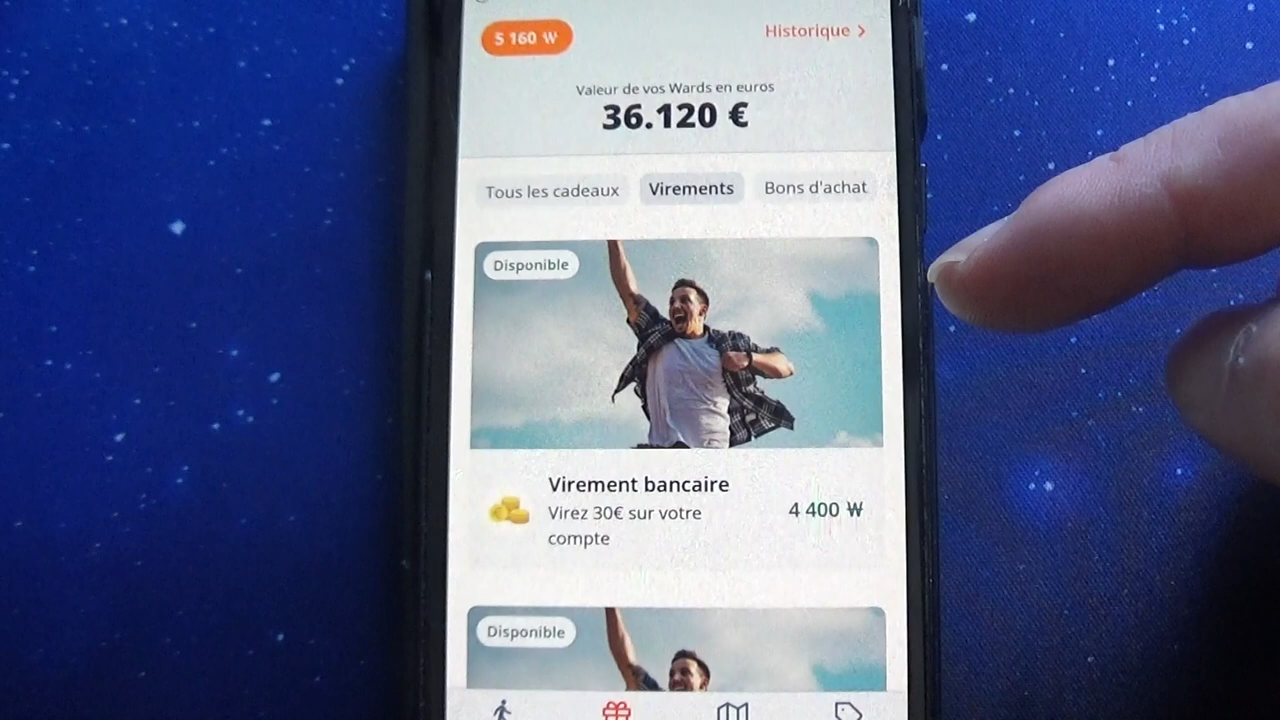 5 160 ₩
Historique >
Valeur de vos Wards en euros
36.120 €
Tous les cadeaux
Virements
Bons d'achat
Disponible
Virement bancaire
Virez 30€ sur votre
compte
4 400 ₩
Disponible